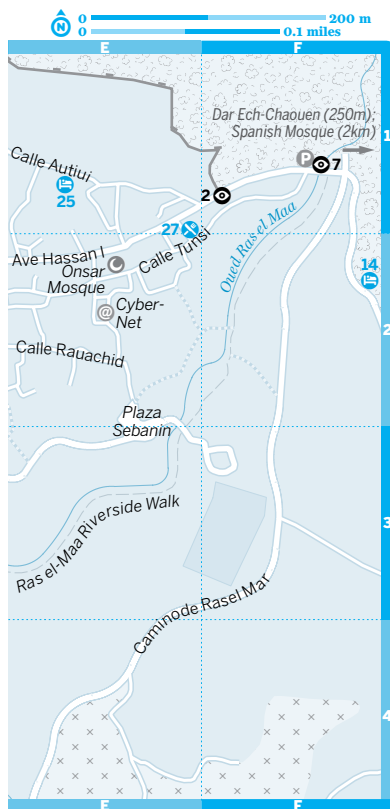 N
0 200 m
0 0.1 miles
E F
Dar Ech-Chaouen (250m);
Spanish Mosque (2km)
1
P
7
Calle Autiui
25
2
27
Calle Tunsi
Oued Ras el Maa
Ave Hassan I
Onsar
Mosque
14
@
Cyber-
Net
2
Calle Rauachid
Plaza
Sebanin
3
Ras el-Maa Riverside Walk
Caminode Rasel Mar
4
E F